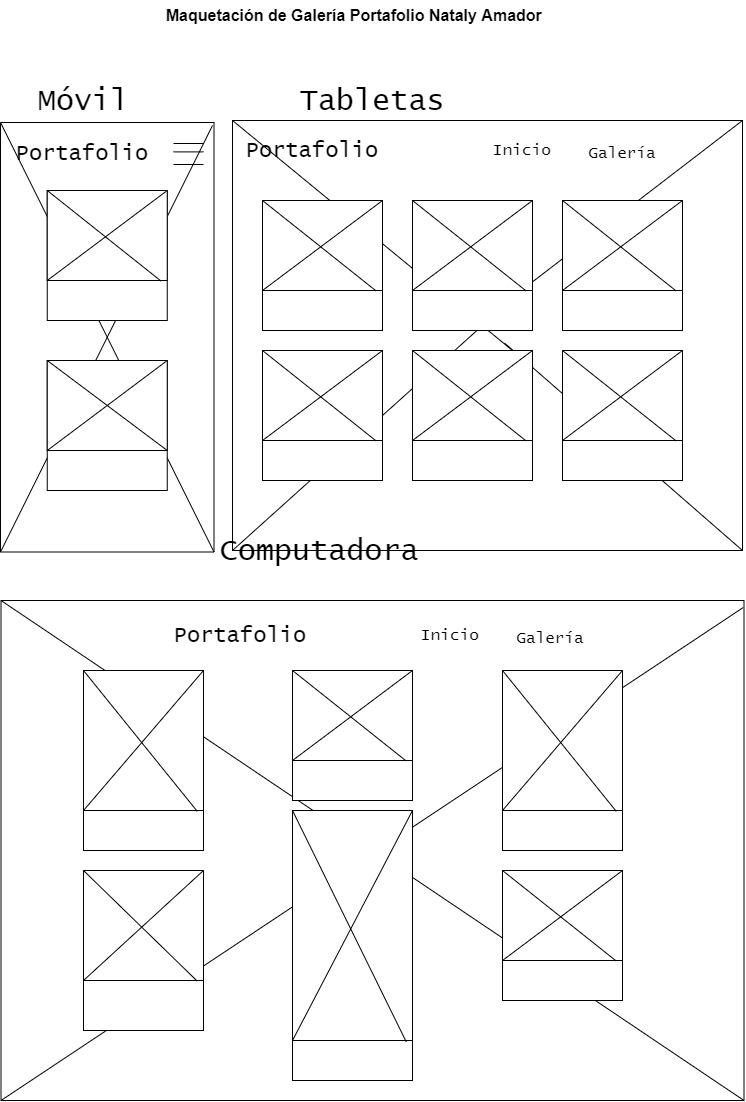 Maquetación de Galería Portafolio Nataly Amador
Móvil
Tabletas
Portafolio
Portafolio
Inicio
Galería
Computadora
Portafolio
Inicio
Galería